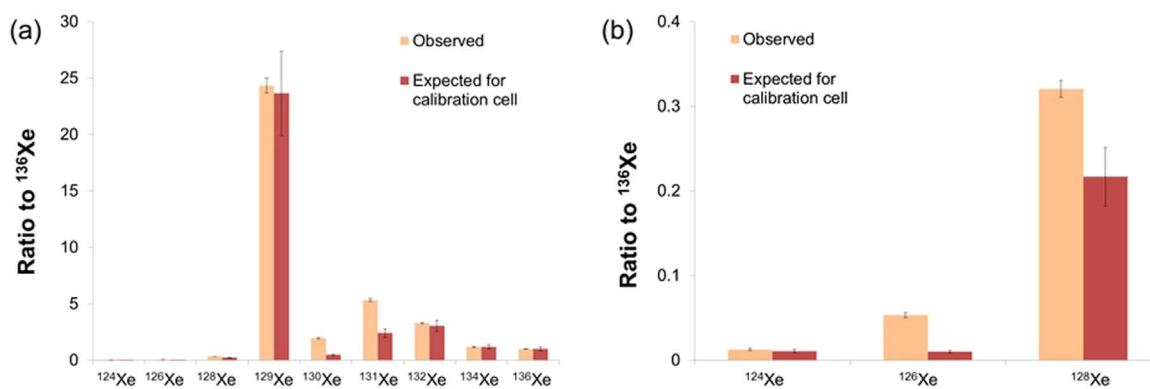 (a)
30
25
20
15
10
5
0
Ratio to ¹³⁶Xe
Observed
Expected for
calibration cell
¹²⁴Xe ¹²⁶Xe ¹²⁸Xe ¹²⁹Xe ¹³⁰Xe ¹³¹Xe ¹³²Xe ¹³⁴Xe ¹³⁶Xe
(b)
0.4
0.3
0.2
0.1
0
Ratio to ¹³⁶Xe
Observed
Expected for
calibration cell
¹²⁴Xe ¹²⁶Xe ¹²⁸Xe